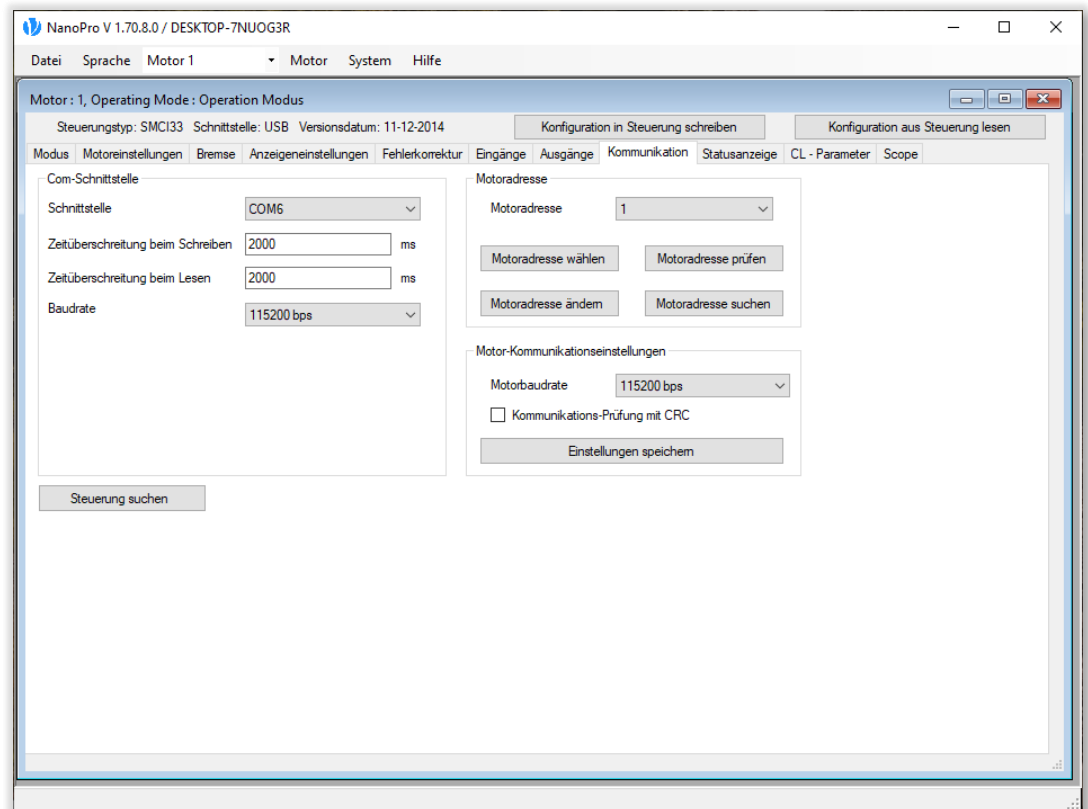 NanoPro V 1.70.8.0 / DESKTOP-7NUOG3R
Datei Sprache Motor 1 Motor System Hilfe
Motor : 1, Operating Mode : Operation Modus
Steuerungstyp: SMCI33 Schnittstelle: USB Versionsdatum: 11-12-2014 Konfiguration in Steuerung schreiben Konfiguration aus Steuerung lesen
Modus Motoreinstellungen Bremse Anzeigeneinstellungen Fehlerkorrektur Eingänge Ausgänge Kommunikation Statusanzeige CL - Parameter Scope
Com-Schnittstelle
Schnittstelle COM6
Zeitüberschreitung beim Schreiben 2000 ms
Zeitüberschreitung beim Lesen 2000 ms
Baudrate 115200 bps
Steuerung suchen
Motoradresse
Motoradresse 1
Motoradresse wählen Motoradresse prüfen
Motoradresse ändern Motoradresse suchen
Motor-Kommunikationseinstellungen
Motorbaudrate 115200 bps
Kommunikations-Prüfung mit CRC
Einstellungen speichern